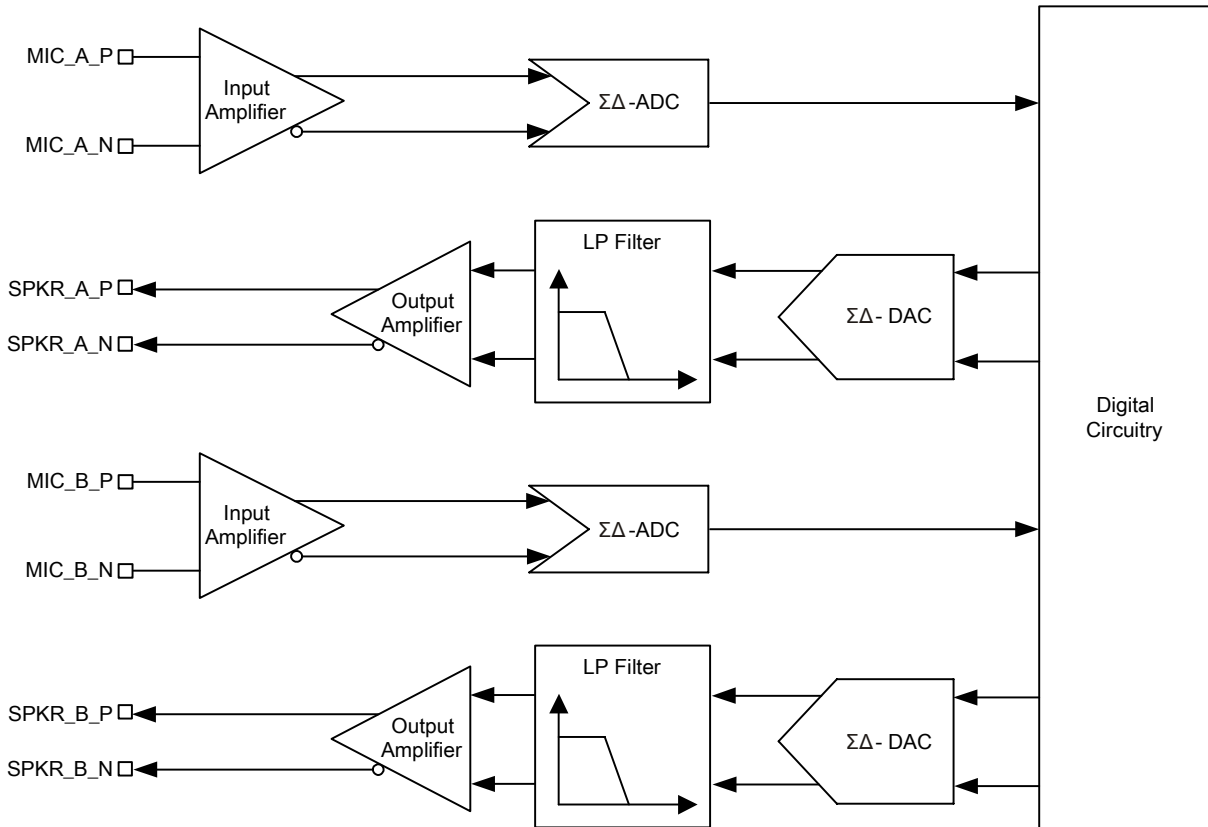 MIC_A_P
Input
Amplifier
ΣΔ -ADC
MIC_A_N
LP Filter
SPKR_A_P
Output
Amplifier
ΣΔ - DAC
SPKR_A_N
Digital
Circuitry
MIC_B_P
Input
Amplifier
ΣΔ -ADC
MIC_B_N
LP Filter
SPKR_B_P
Output
Amplifier
ΣΔ - DAC
SPKR_B_N